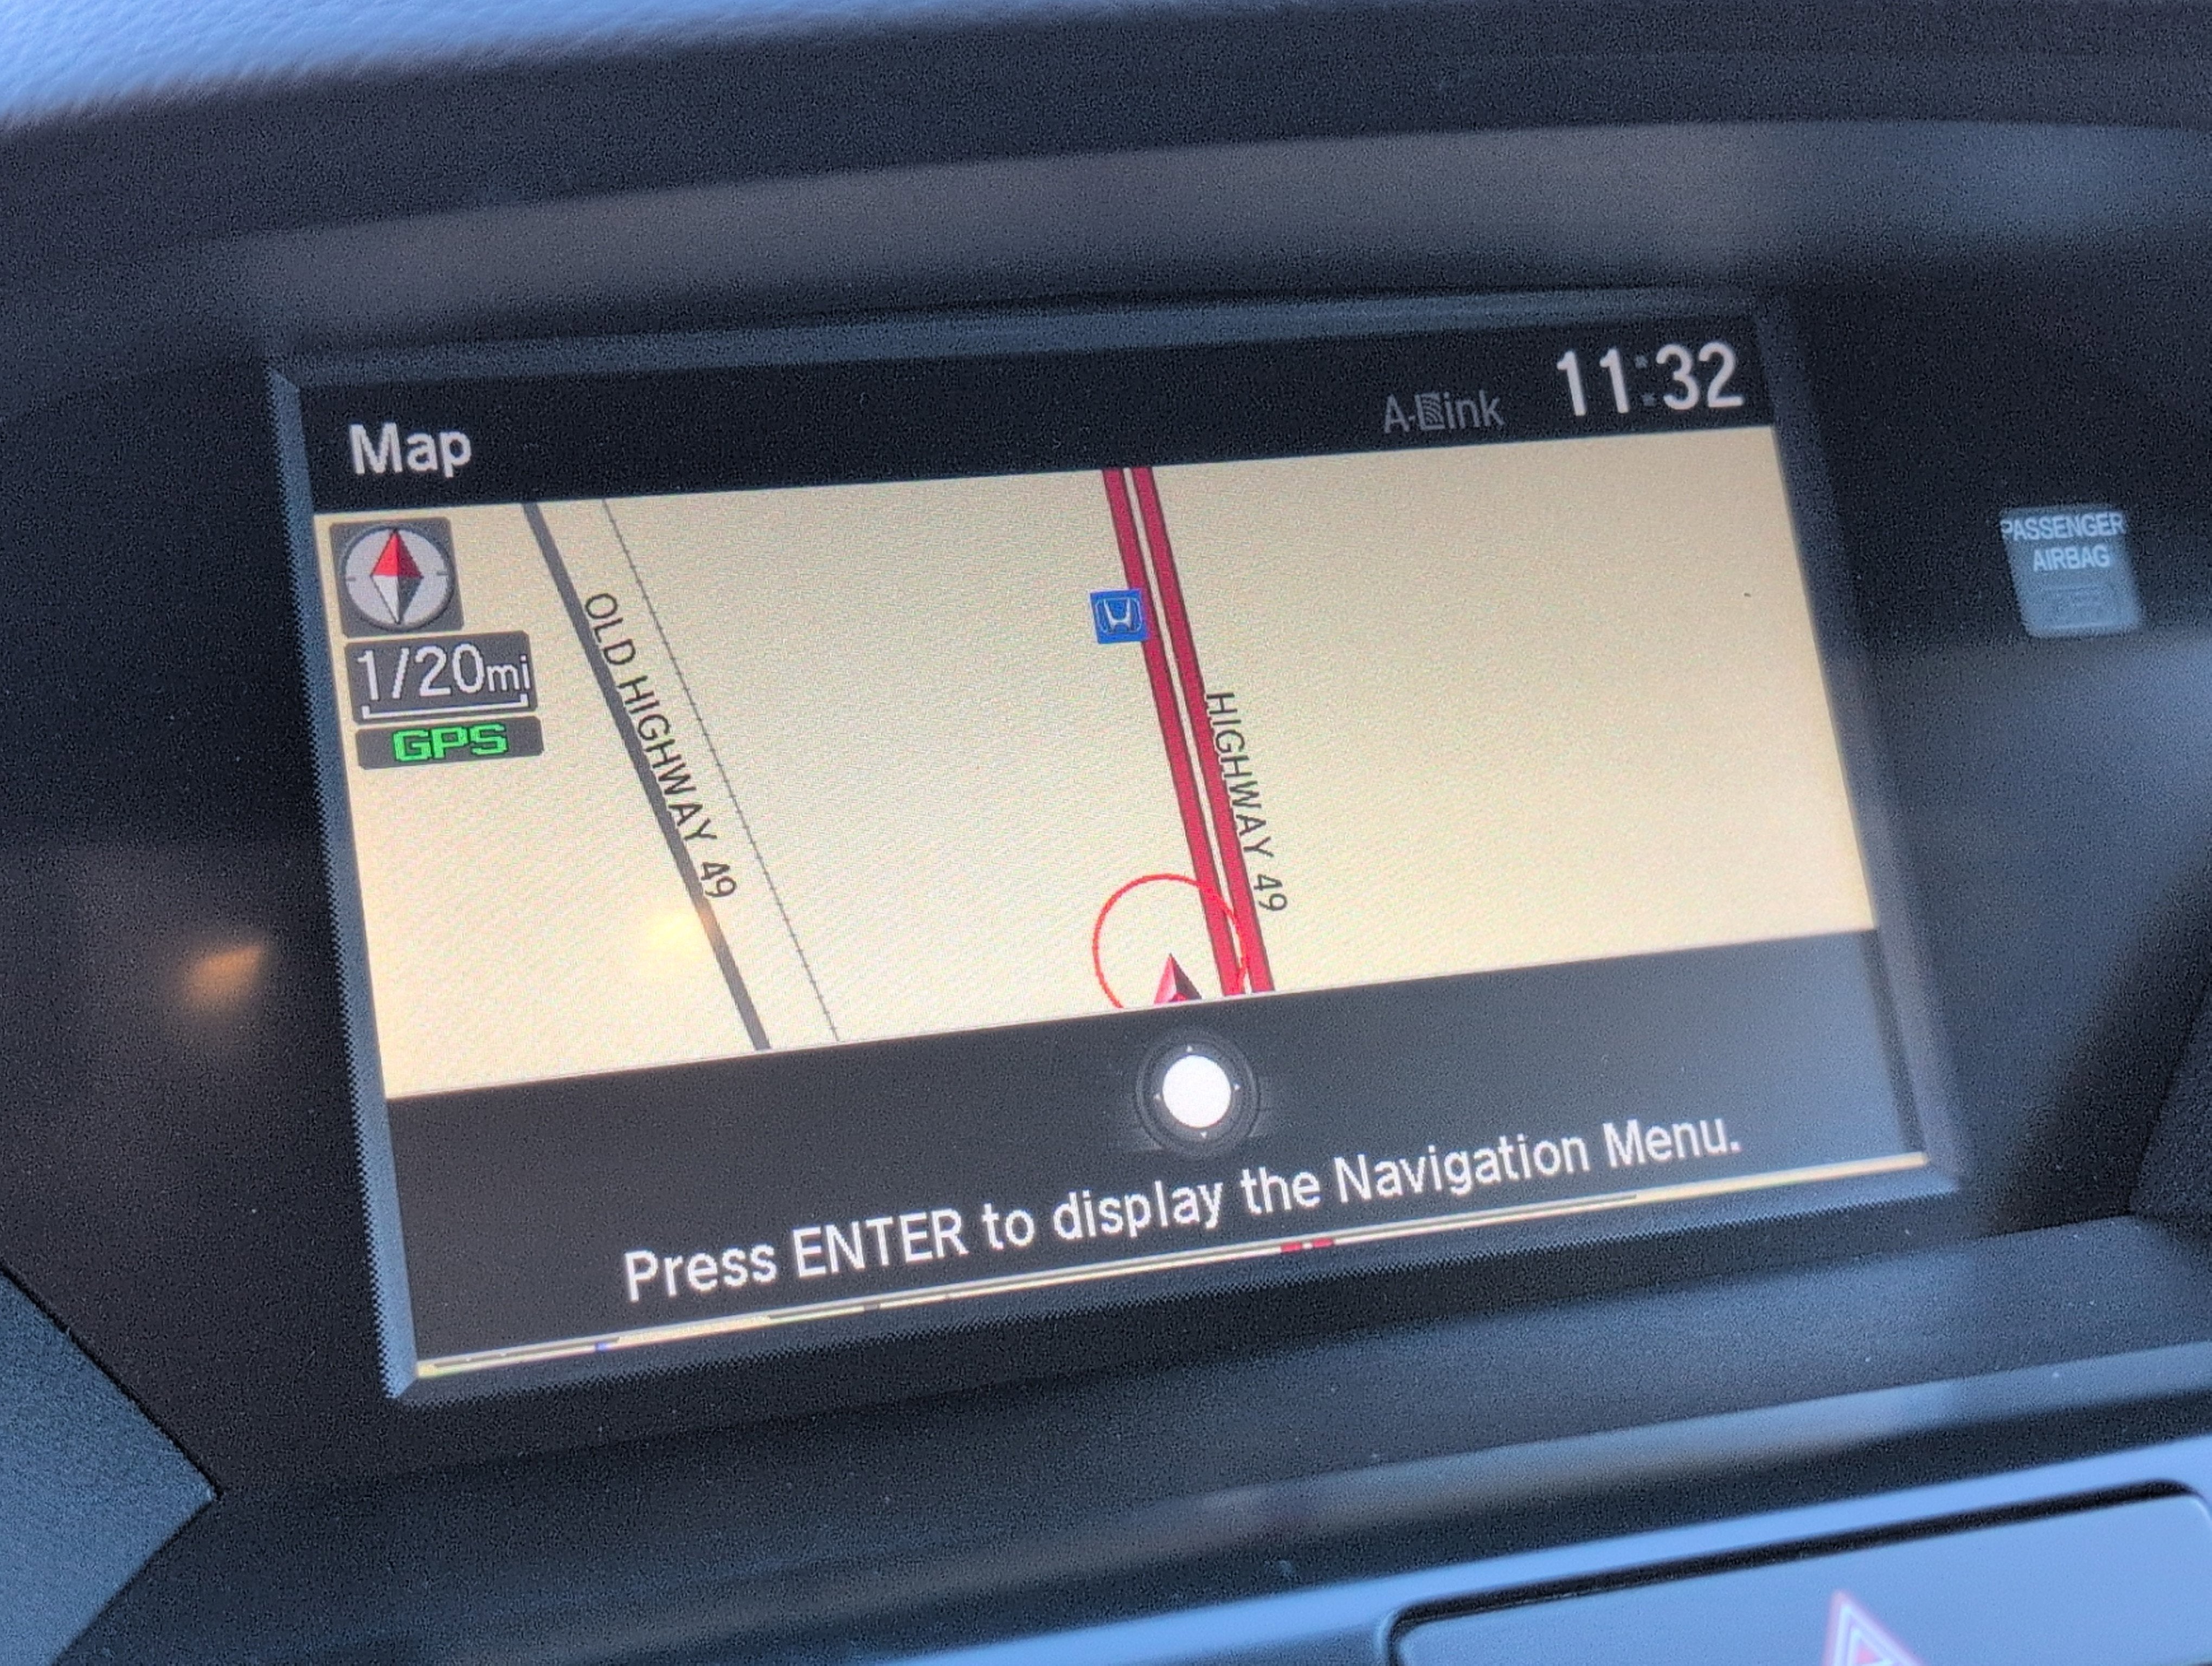 Map
11:32
1/20mi
GPS
OLD HIGHWAY 49
HIGHWAY 49
Press ENTER to display the Navigation Menu.
PASSENGER
AIRBAG